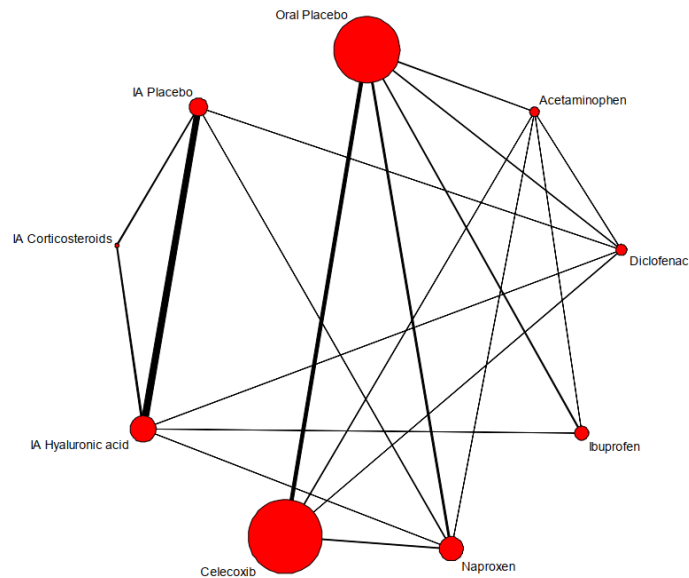 Oral Placebo
IA Placebo
Acetaminophen
IA Corticosteroids
Diclofenac
IA Hyaluronic acid
Ibuprofen
Celecoxib
Naproxen